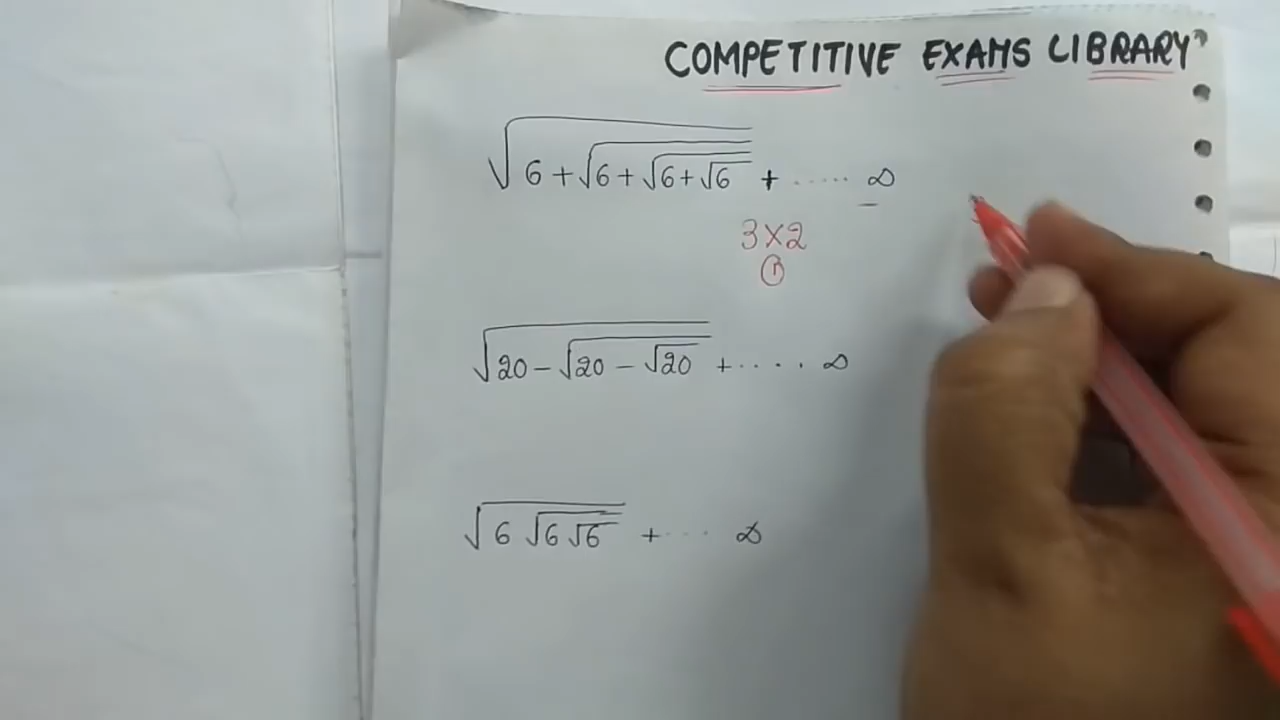 COMPETITIVE EXAMS LIBRARY"
√6+√6+√6+√6 + ..... ∞
3×2
①
√20-√20-√20 +.... ∞
√6√6√6 +... ∞